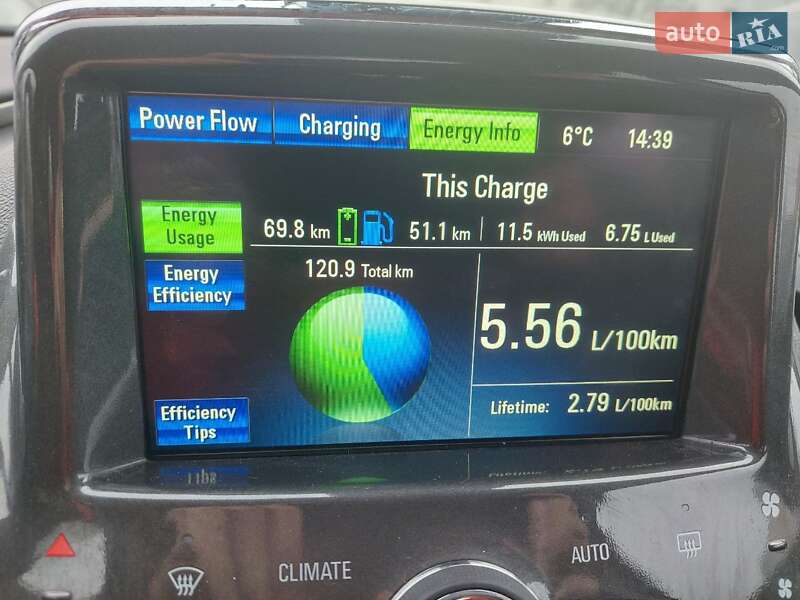 auto RIA.com
Power Flow Charging Energy Info 6°C 14:39
This Charge
Energy Usage
69.8 km 51.1 km 11.5 kWh Used 6.75 L Used
Energy Efficiency
120.9 Total km
5.56 L/100km
Lifetime: 2.79 L/100km
Efficiency Tips
CLIMATE
AUTO